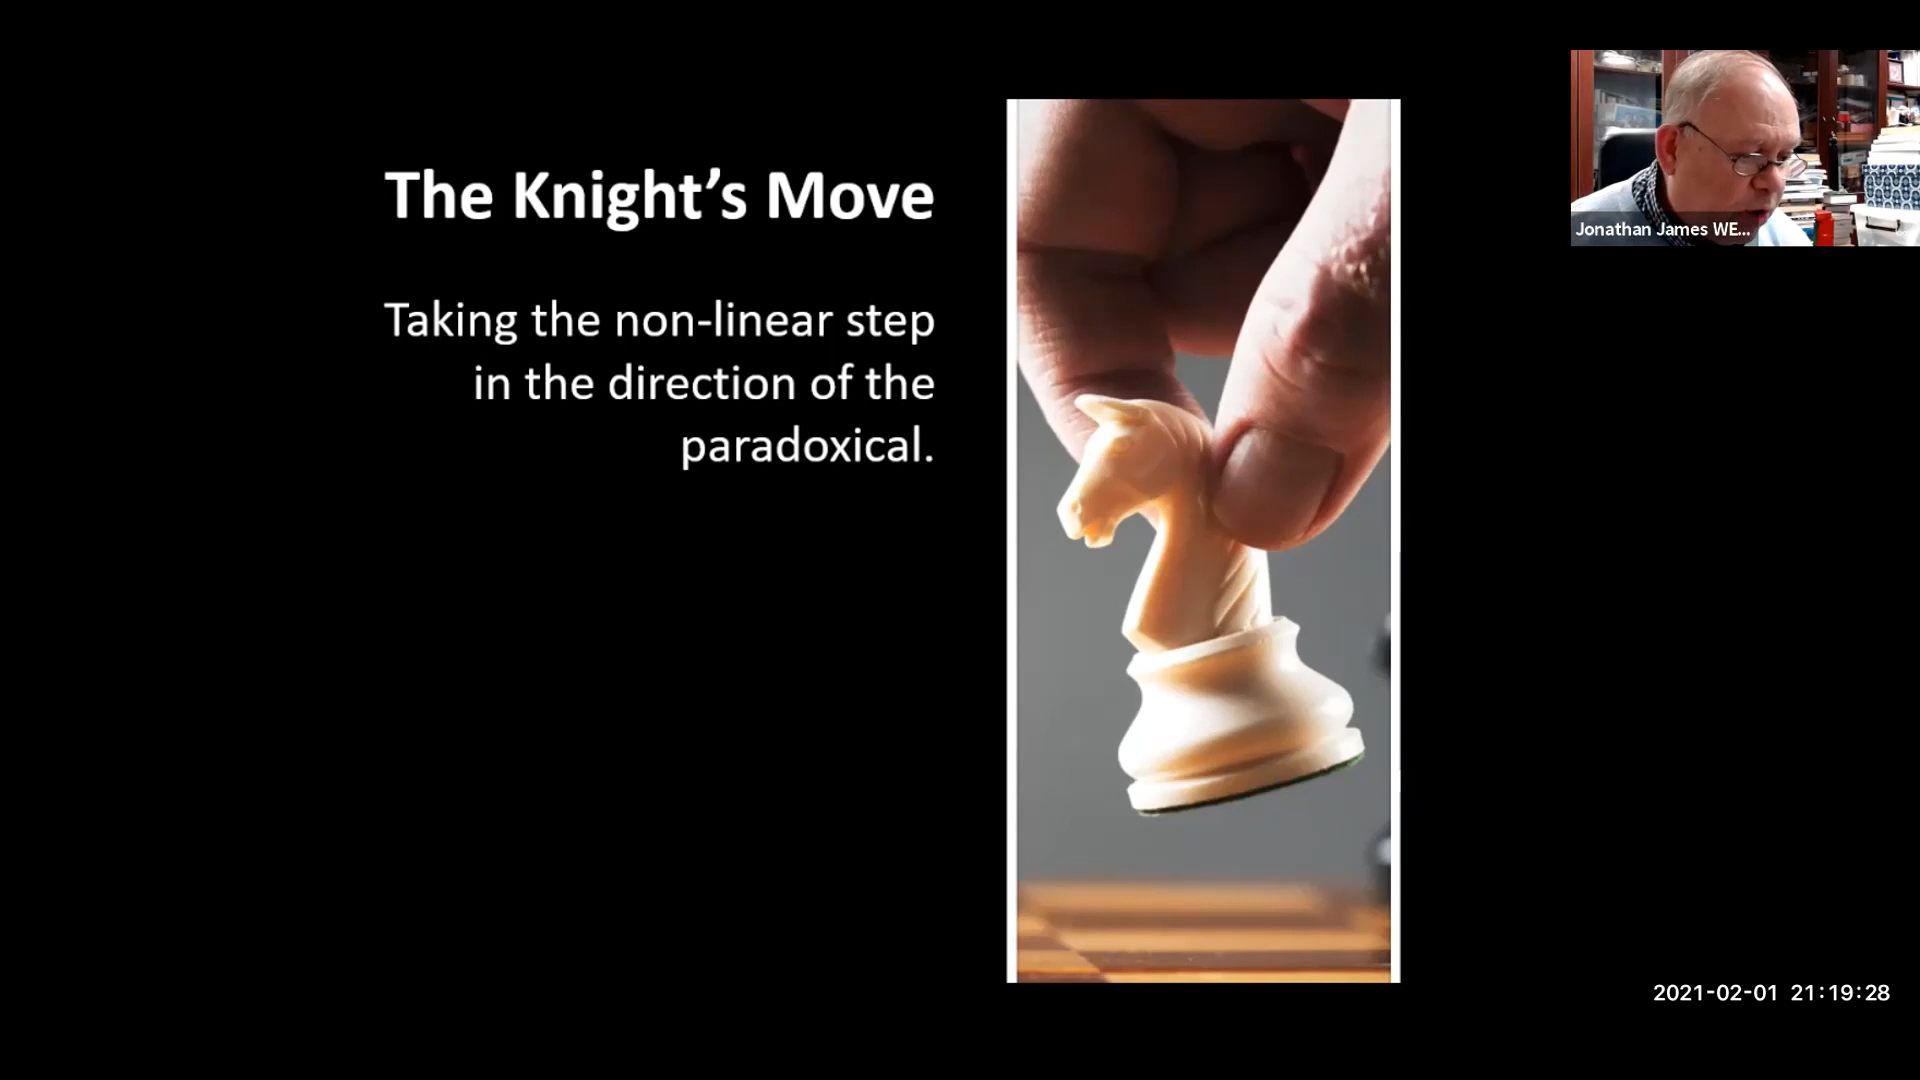 The Knight’s Move
Taking the non-linear step
in the direction of the
paradoxical.
Jonathan James WE...
2021-02-01 21:19:28